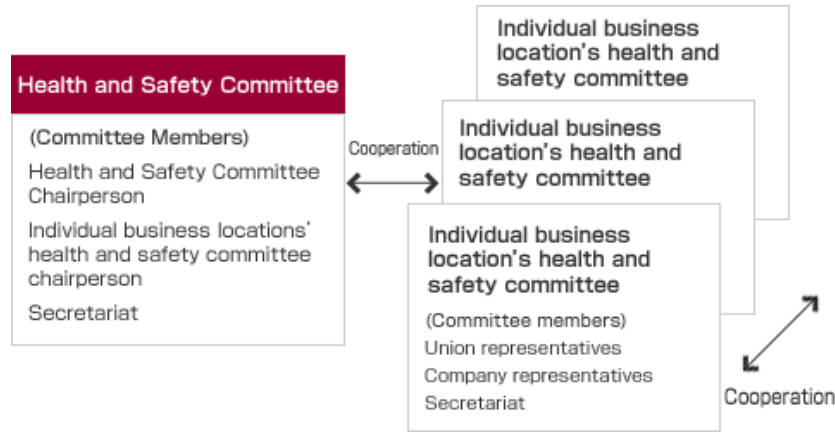 Health and Safety Committee
(Committee Members)
Health and Safety Committee
Chairperson
Individual business locations'
health and safety committee
chairperson
Secretariat
Cooperation
Individual business
location's health and
safety committee
Individual business
location's health and
safety committee
Individual business
location's health and
safety committee
(Committee members)
Union representatives
Company representatives
Secretariat
Cooperation